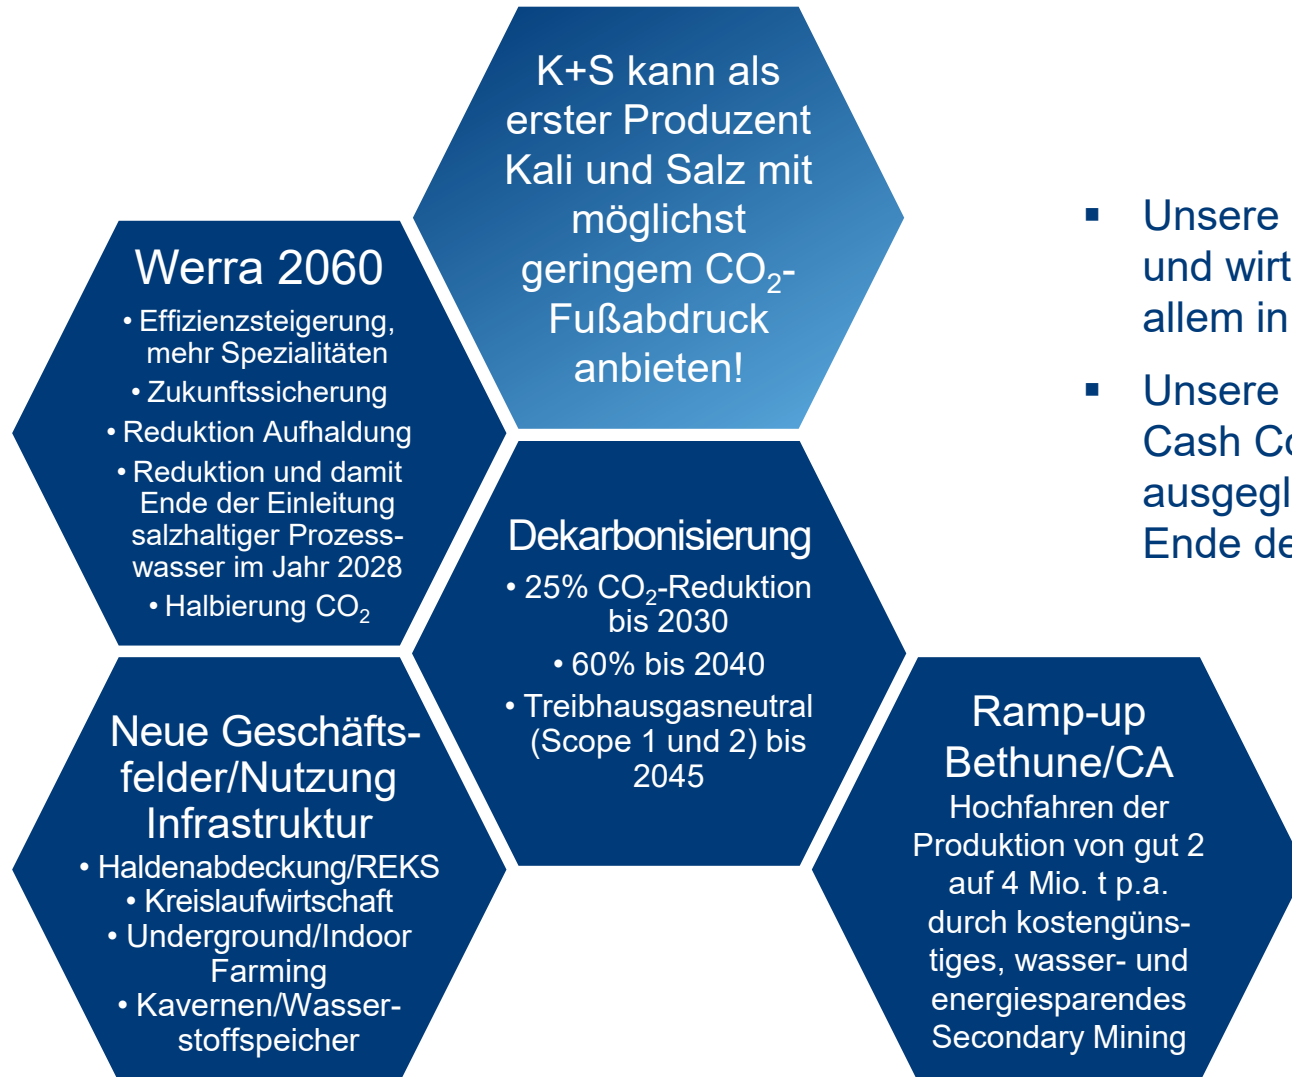 K+S kann als
erster Produzent
Kali und Salz mit
möglichst
geringem CO₂-
Fußabdruck
anbieten!
Werra 2060
• Effizienzsteigerung,
mehr Spezialitäten
• Zukunftssicherung
• Reduktion Aufhaldung
• Reduktion und damit
Ende der Einleitung
salzhaltiger Prozess-
wasser im Jahr 2028
• Halbierung CO₂
Dekarbonisierung
• 25% CO₂-Reduktion
bis 2030
• 60% bis 2040
• Treibhausgasneutral
(Scope 1 und 2) bis
2045
Neue Geschäfts-
felder/Nutzung
Infrastruktur
• Haldenabdeckung/REKS
• Kreislaufwirtschaft
• Underground/Indoor
Farming
• Kavernen/Wasser-
stoffspeicher
Ramp-up
Bethune/CA
Hochfahren der
Produktion von gut 2
auf 4 Mio. t p.a.
durch kostengüns-
tiges, wasser- und
energiesparendes
Secondary Mining
▪ Unsere
und wirt
allem in
▪ Unsere
Cash
ausgegl
Ende